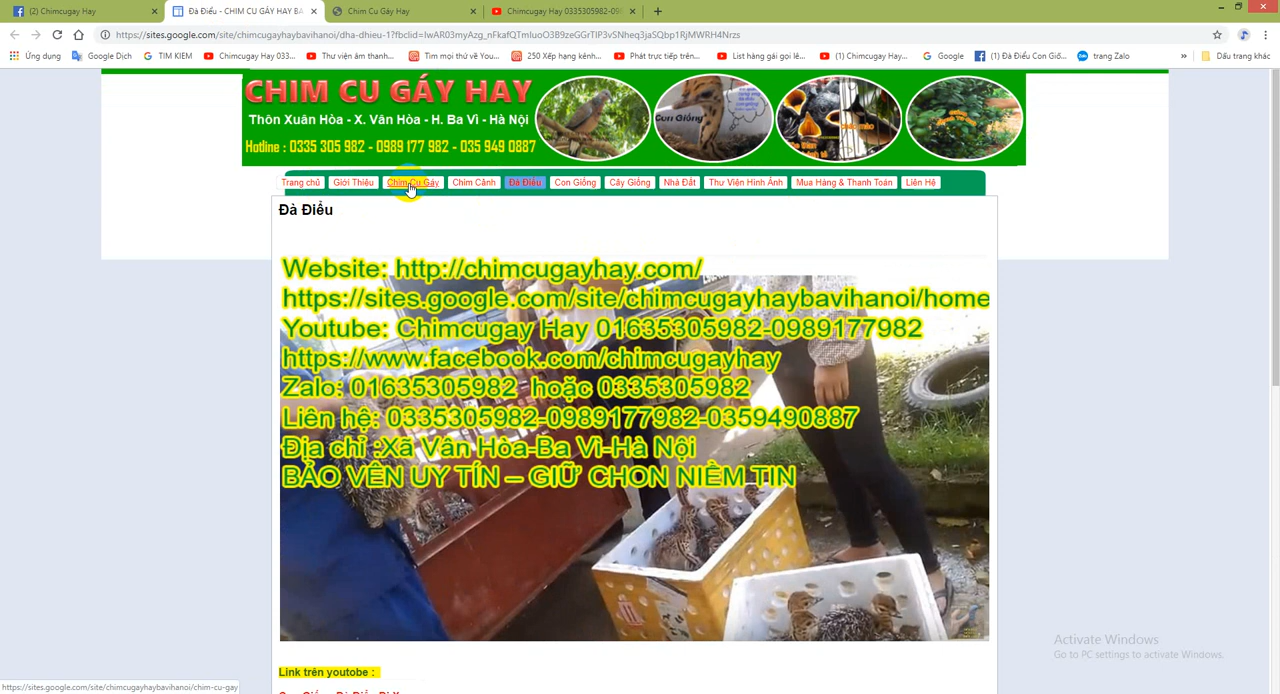 (2) Chimcugay Hay
Đà Điểu - CHIM CU GÁY HAY BA
Chim Cu Gáy Hay
Chimcugay Hay 0335305982-098
https://sites.google.com/site/chimcugayhaybavihanoi/dha-dhieu-1?fbclid=IwAR03myAzg_nFkafQTmIuoO3B9zeGGrTIP3vSNheq3jaSQbp1RjMWRH4Nrzs
Ứng dụng
Google Dịch
TIM KIEM
Chimcugay Hay 033...
Thư viện âm thanh...
Tìm mọi thứ về You...
250 Xếp hạng kênh...
Phát trực tiếp trên...
List hàng gái gọi lê...
(1) Chimcugay Hay...
Google
(1) Đà Điểu Con Giố...
trang Zalo
»
Dấu trang khác
CHIM CU GÁY HAY
Thôn Xuân Hòa - X. Vân Hòa - H. Ba Vì - Hà Nội
Hotline : 0335 305 982 - 0989 177 982 - 035 949 0887
Con Giống
Trang chủ
Giới Thiệu
Chim Cu Gáy
Chim Cảnh
Đà Điểu
Con Giống
Cây Giống
Nhà Đất
Thư Viện Hình Ảnh
Mua Hàng & Thanh Toán
Liên Hệ
Đà Điểu
Website: http://chimcugayhay.com/
https://sites.google.com/site/chimcugayhaybavihanoi/home
Youtube: Chimcugay Hay 01635305982-0989177982
https://www.facebook.com/chimcugayhay
Zalo: 01635305982 hoặc 0335305982
Liên hệ: 0335305982-0989177982-0359490887
Địa chỉ :Xã Vân Hòa-Ba Vì-Hà Nội
BẢO VỆN UY TÍN – GIỮ CHỌN NIỀM TIN
Link trên youtobe :
Activate Windows
Go to PC settings to activate Windows.
https://sites.google.com/site/chimcugayhaybavihanoi/chim-cu-gay